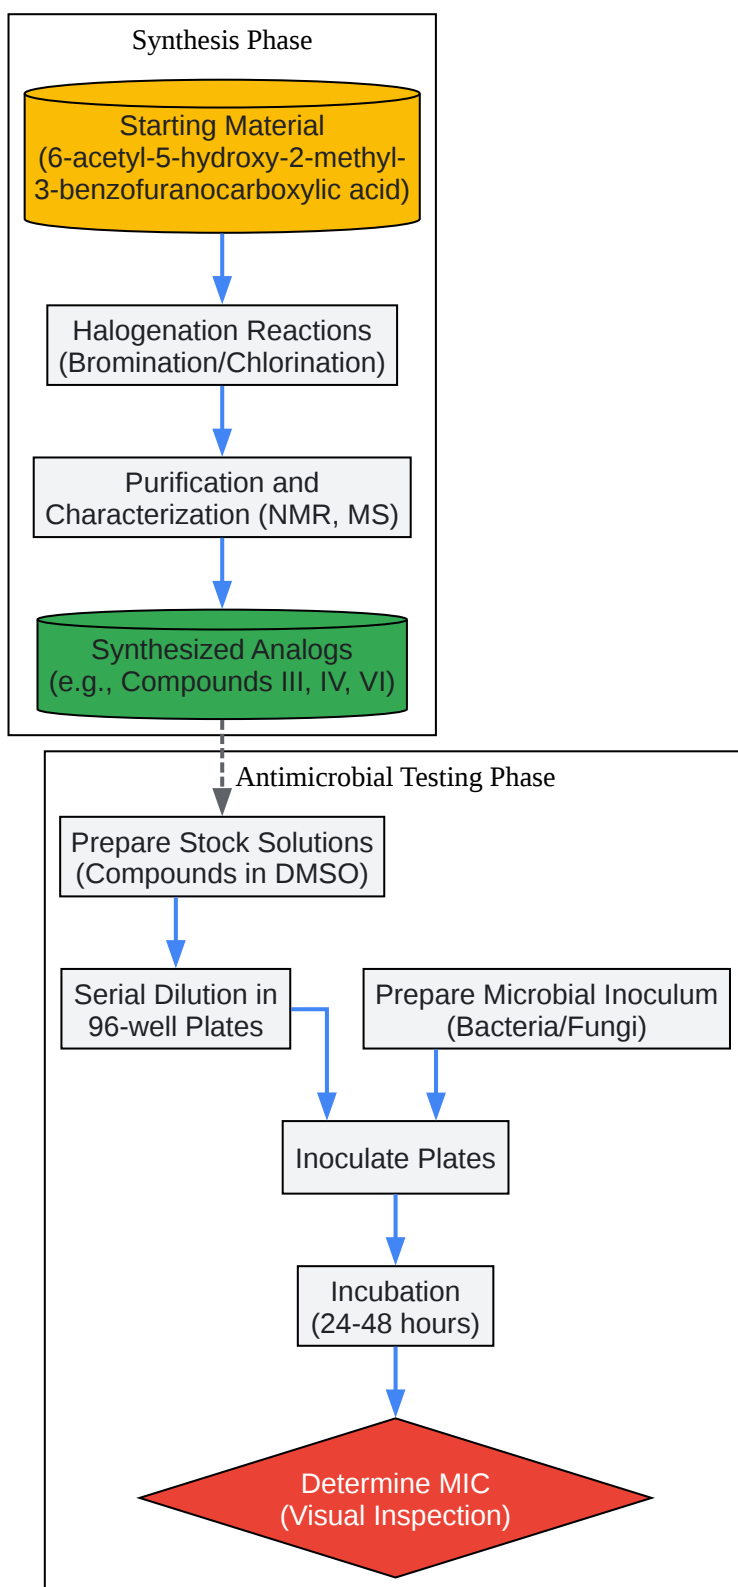 Synthesis Phase
Starting Material
(6-acetyl-5-hydroxy-2-methyl-
3-benzofuranocarboxylic acid)
Halogenation Reactions
(Bromination/Chlorination)
Purification and
Characterization (NMR, MS)
Synthesized Analogs
(e.g., Compounds III, IV, VI)
Antimicrobial Testing Phase
Prepare Stock Solutions
(Compounds in DMSO)
Serial Dilution in
96-well Plates
Prepare Microbial Inoculum
(Bacteria/Fungi)
Inoculate Plates
Incubation
(24-48 hours)
Determine MIC
(Visual Inspection)